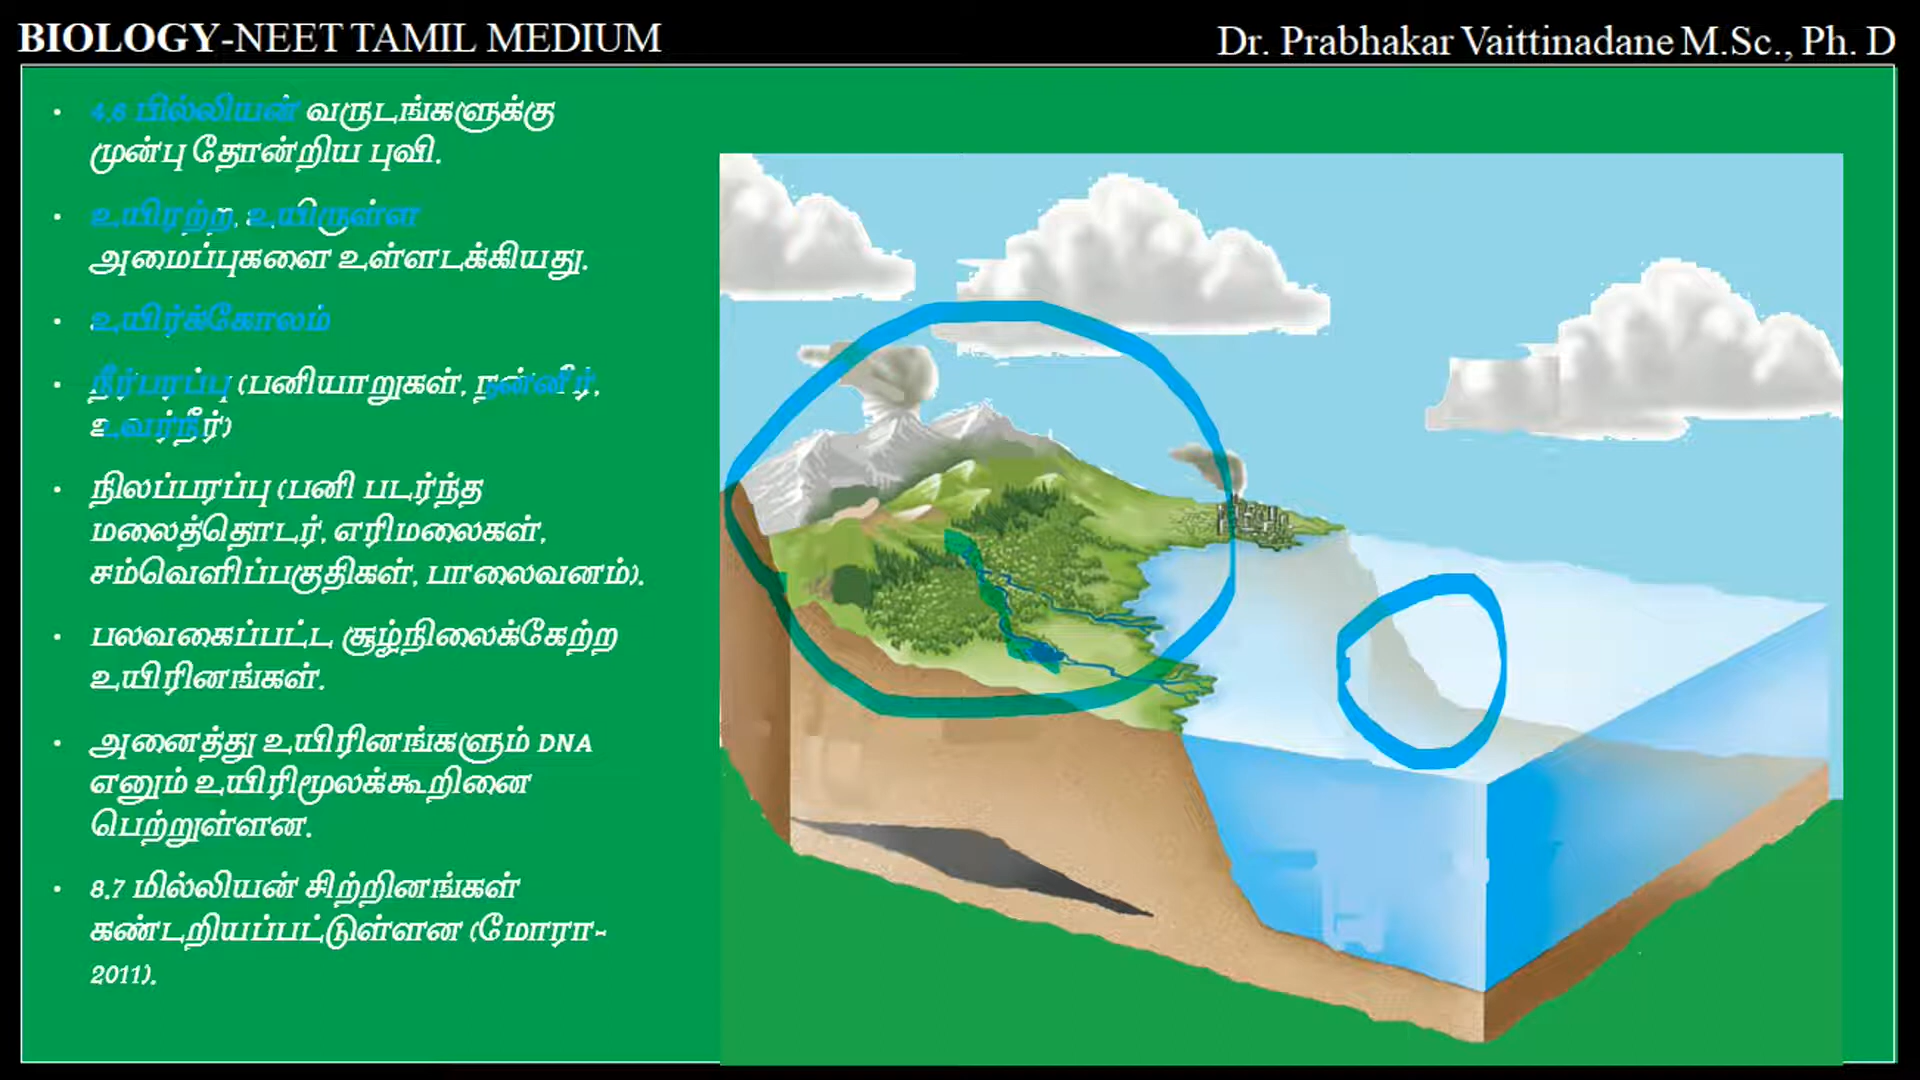 BIOLOGY-NEET TAMIL MEDIUM
Dr. Prabhakar Vaittinadane M.Sc., Ph. D
• 4.6 பில்லியன் வருடங்களுக்கு
முன்பு தோன்றிய புவி.
• உயிரற்ற, உயிருள்ள
அமைப்புகளை உள்ளடக்கியது.
• உயிர்க்கோலம்
• நீர்பரப்பு (பனியாறுகள், நன்னீர்,
உவர்நீர்)
• நிலப்பரப்பு (பனி படர்ந்த
மலைத்தொடர், எரிமலைகள்,
சம்வெளிப்பகுதிகள், பாலைவனம்).
• பலவகைப்பட்ட சூழ்நிலைக்கேற்ற
உயிரினங்கள்.
• அனைத்து உயிரினங்களும் DNA
எனும் உயிரிமூலக்கூறினை
பெற்றுள்ளன.
• 8.7 மில்லியன் சிற்றினங்கள்
கண்டறியப்பட்டுள்ளன (மோரா-
2011).